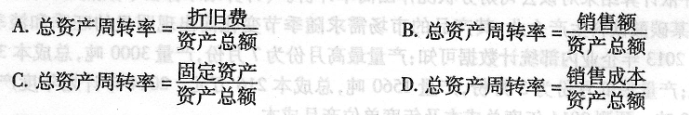 A. 总资产周转率 = 折旧费/资产总额
B. 总资产周转率 = 销售额/资产总额
C. 总资产周转率 = 固定资产/资产总额
D. 总资产周转率 = 销售成本/资产总额